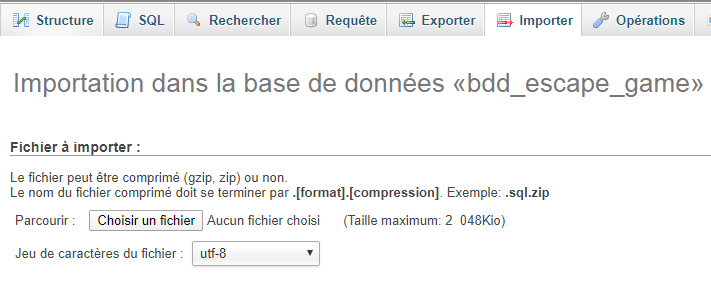 Structure SQL Rechercher Requête Exporter Importer Opérations
Importation dans la base de données «bdd_escape_game»
Fichier à importer :
Le fichier peut être comprimé (gzip, zip) ou non.
Le nom du fichier comprimé doit se terminer par .[format].[compression]. Exemple: .sql.zip
Parcourir : Choisir un fichier Aucun fichier choisi (Taille maximum: 2 048Kio)
Jeu de caractères du fichier : utf-8